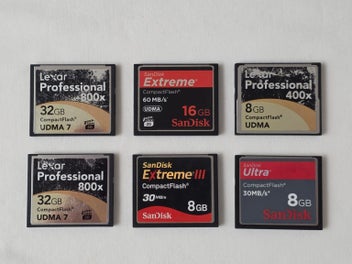 Lexar
Professional
800x
32GB
CompactFlash®
UDMA 7
SanDisk
Extreme®
CompactFlash®
60 MB/s
UDMA
16GB
SanDisk
Lexar
Professional
400x
8GB
CompactFlash®
UDMA
Lexar
Professional
800x
32GB
CompactFlash®
UDMA 7
SanDisk
Extreme III
CompactFlash®
30MB/s
8GB
SanDisk
SanDisk
Ultra®
CompactFlash®
30MB/s*
8GB
SanDisk